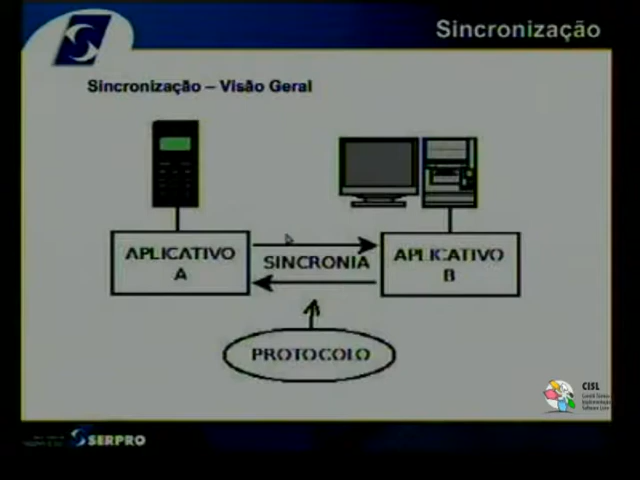 Sincronização
Sincronização – Visão Geral
APLICATIVO
A
SINCRONIA
APLICATIVO
B
PROTOCOLO
CISL
SERPRO